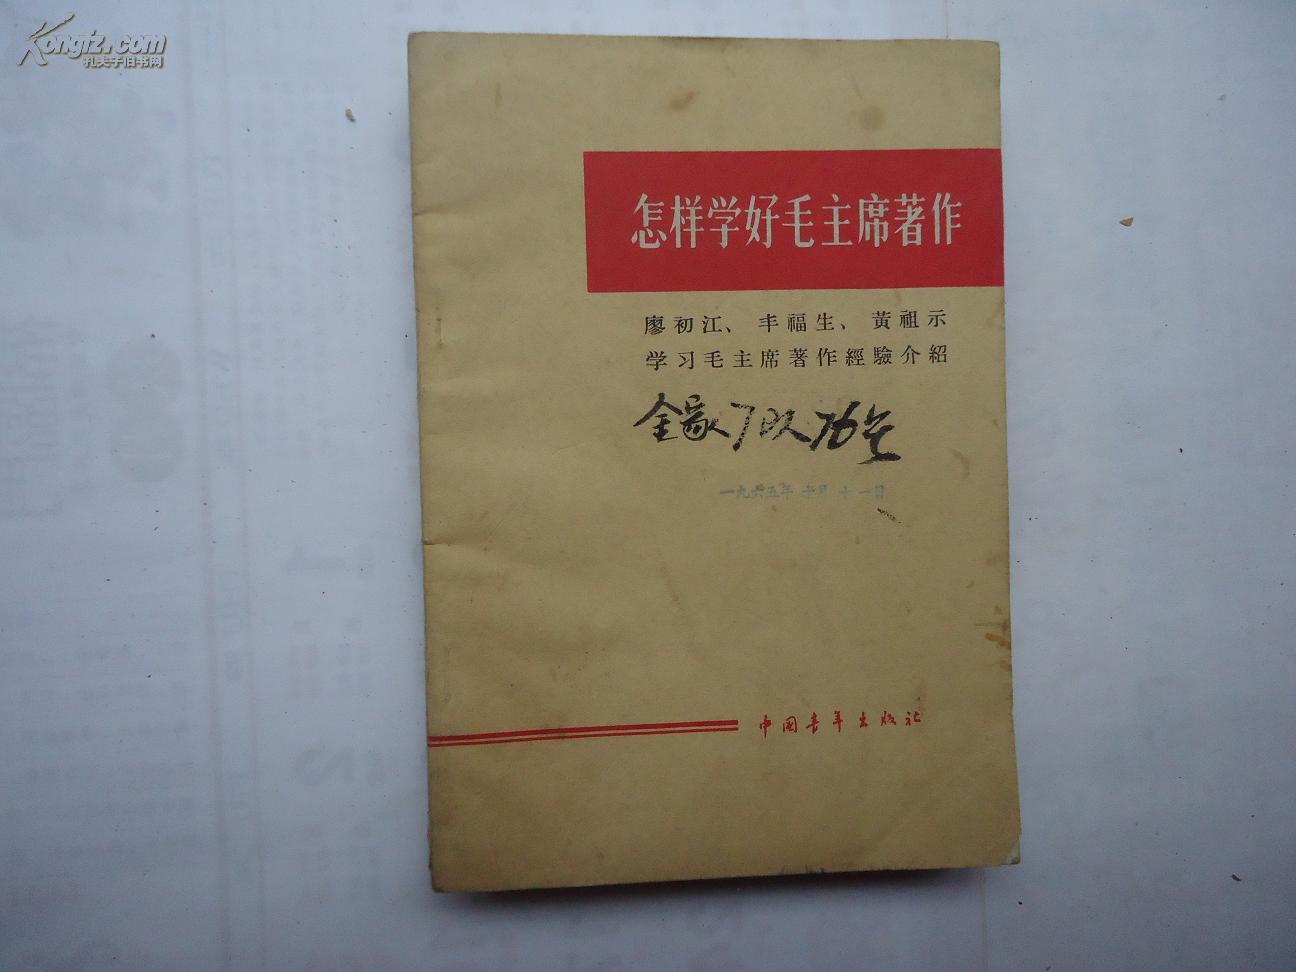 Kongfz.com
孔夫子旧书网
怎样学好毛主席著作
廖初江、丰福生、黄祖示
学习毛主席著作經驗介紹
一九六五年 十月 十一日
中国青年出版社